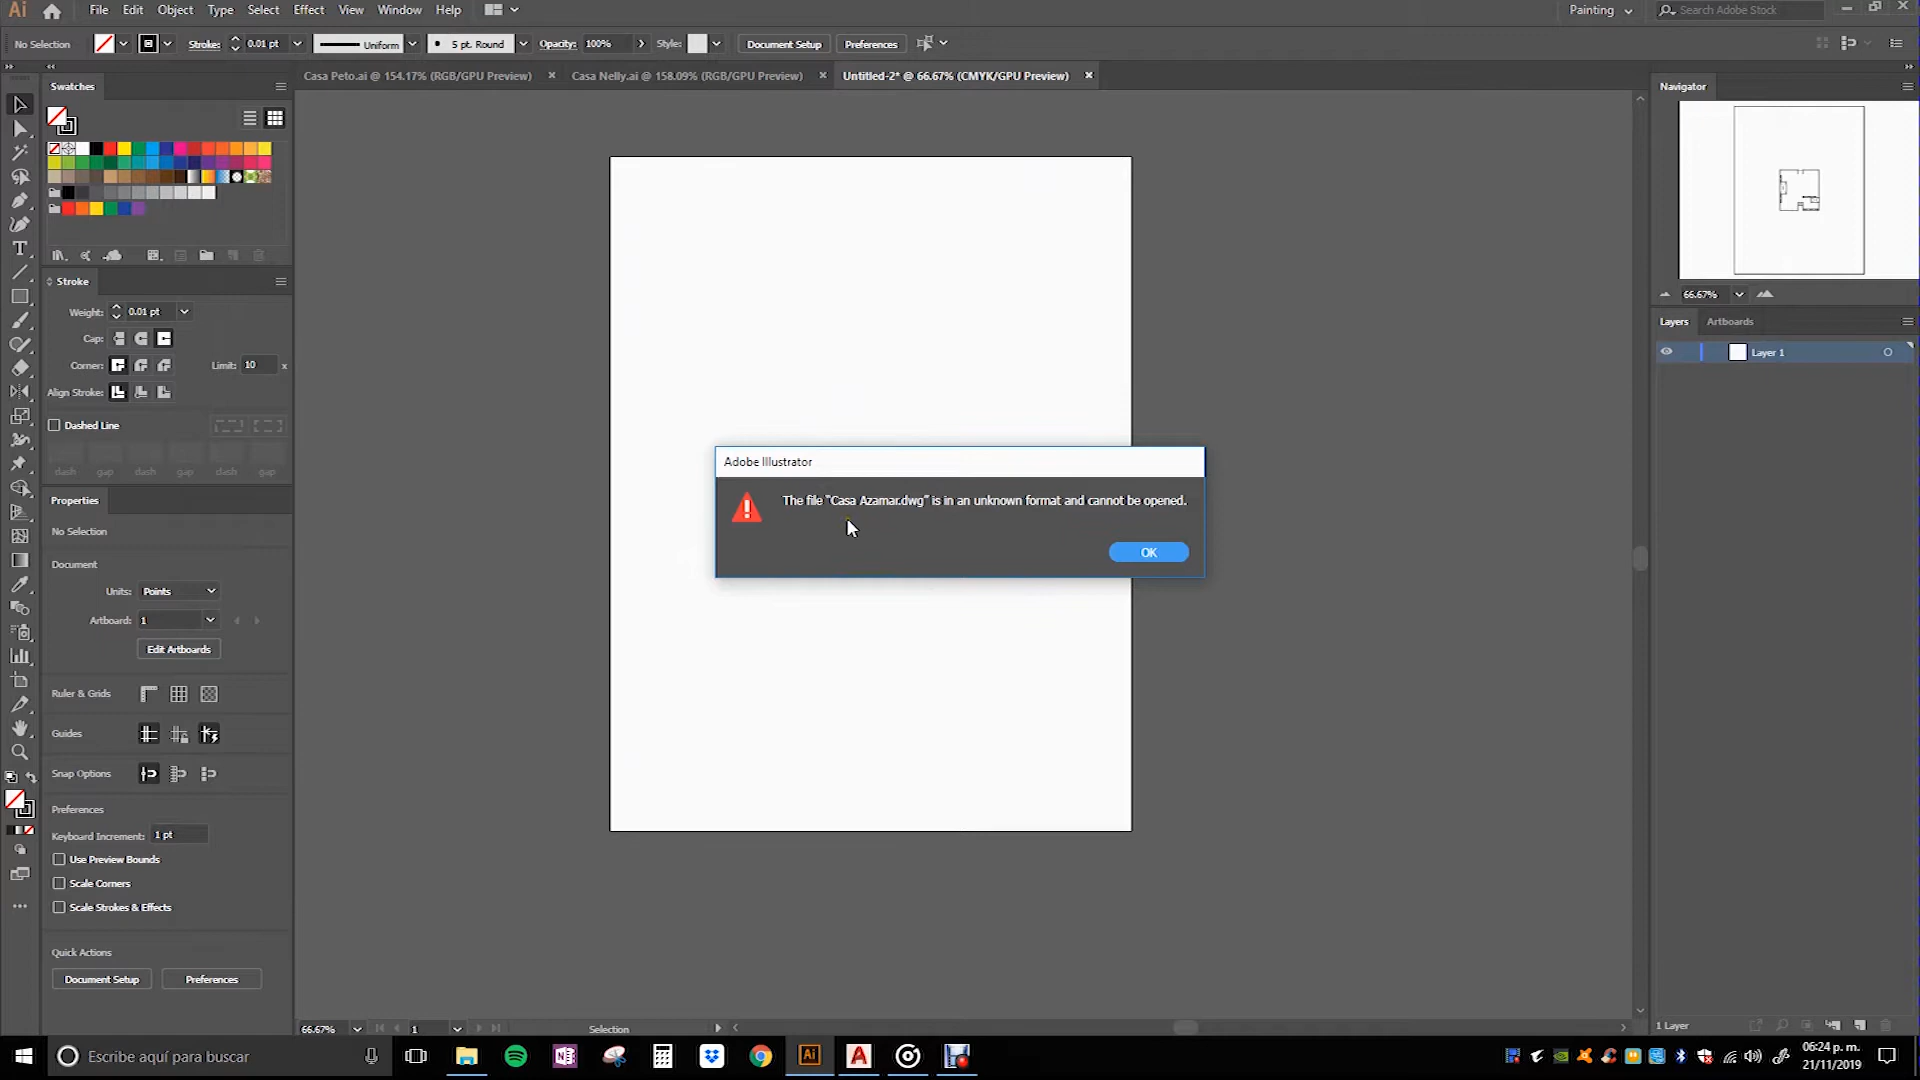 Ai File Edit Object Type Select Effect View Window Help Painting Search Adobe Stock
No Selection Stroke: 0.01 pt Uniform 5 pt. Round Opacity: 100% Style: Document Setup Preferences
Casa Peto.ai @ 154.17% (RGB/GPU Preview) Casa Nelly.ai @ 158.09% (RGB/GPU Preview) Untitled-2* @ 66.67% (CMYK/GPU Preview)
Swatches
Stroke
Weight: 0.01 pt
Cap:
Corner: Limit: 10 x
Align Stroke:
Dashed Line
dash gap dash gap dash gap
Properties
No Selection
Document
Units: Points
Artboard: 1
Edit Artboards
Ruler & Grids
Guides
Snap Options
Preferences
Keyboard Increment: 1 pt
Use Preview Bounds
Scale Corners
Scale Strokes & Effects
Quick Actions
Document Setup Preferences
Adobe Illustrator
The file "Casa Azamar.dwg" is in an unknown format and cannot be opened.
OK
Navigator
66.67%
Layers Artboards
Layer 1
1 Layer
66.67% 1 Selection
Escribe aquí para buscar
Ai
06:24 p. m.
21/11/2019